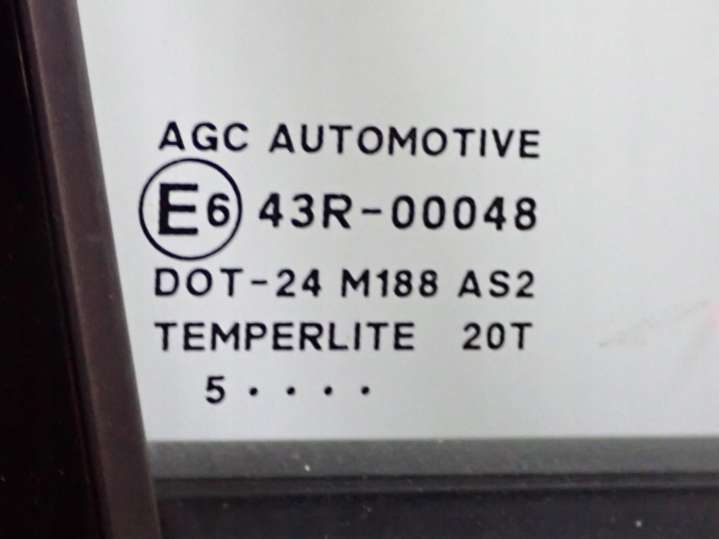 AGC AUTOMOTIVE
E6 43R-00048
DOT-24 M188 AS2
TEMPERLITE 20T
5 ····